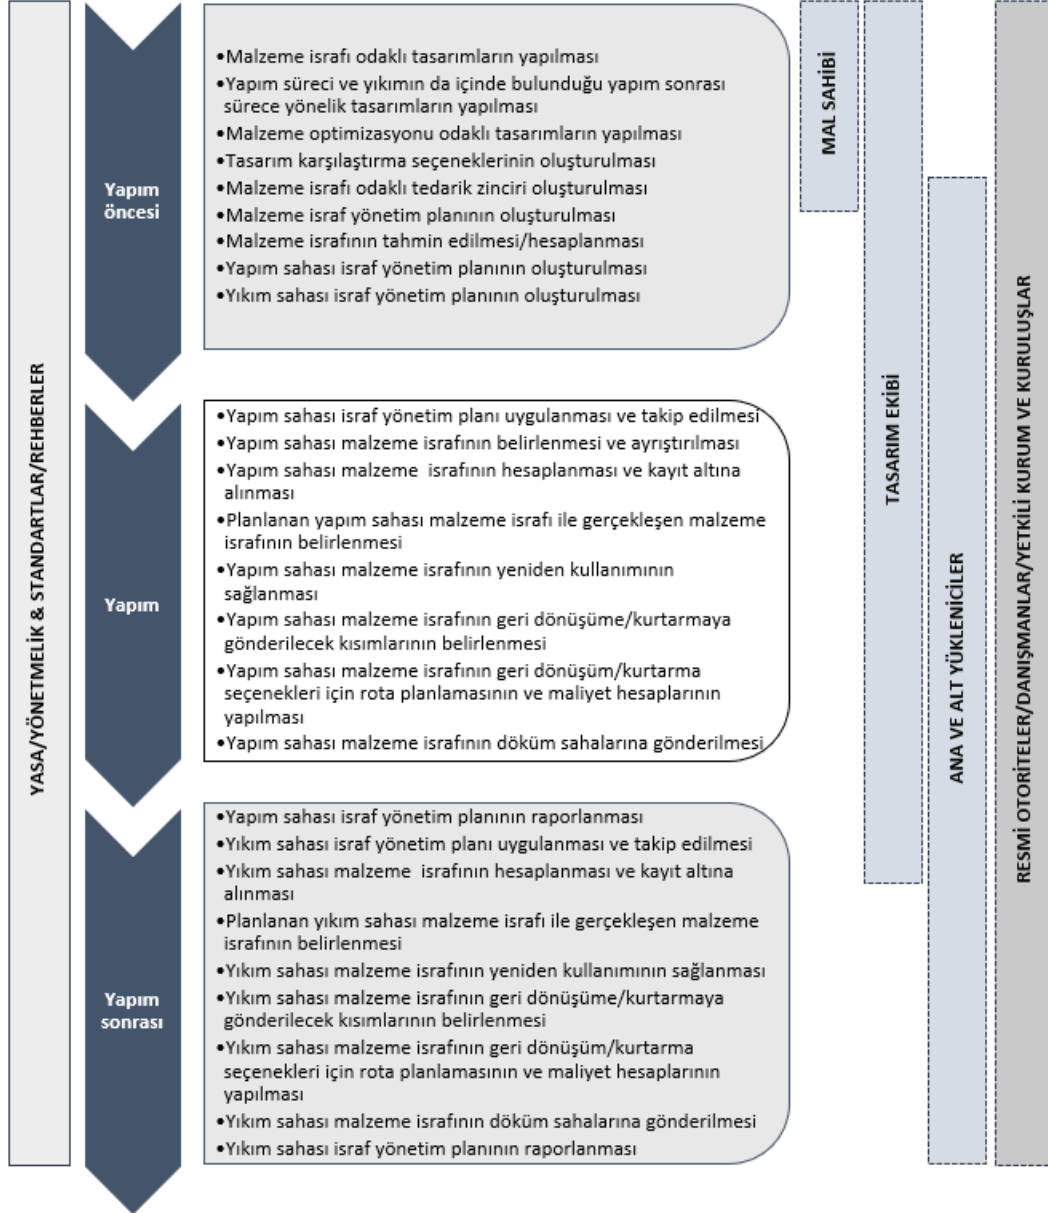 YASA/YÖNETMELİK & STANDARTLAR/REHBERLER
Yapım
öncesi
•Malzeme israfı odaklı tasarımların yapılması
•Yapım süreci ve yıkımın da içinde bulunduğu yapım sonrası
sürece yönelik tasarımların yapılması
•Malzeme optimizasyonu odaklı tasarımların yapılması
•Tasarım karşılaştırma seçeneklerinin oluşturulması
•Malzeme israfı odaklı tedarik zinciri oluşturulması
•Malzeme israf yönetim planının oluşturulması
•Malzeme israfının tahmin edilmesi/hesaplanması
•Yapım sahası israf yönetim planının oluşturulması
•Yıkım sahası israf yönetim planının oluşturulması
Yapım
•Yapım sahası israf yönetim planı uygulanması ve takip edilmesi
•Yapım sahası malzeme israfının belirlenmesi ve ayrıştırılması
•Yapım sahası malzeme  israfının hesaplanması ve kayıt altına
alınması
•Planlanan yapım sahası malzeme israfı ile gerçekleşen malzeme
israfının belirlenmesi
•Yapım sahası malzeme israfının yeniden kullanımının
sağlanması
•Yapım sahası malzeme israfının geri dönüşüme/kurtarmaya
gönderilecek kısımlarının belirlenmesi
•Yapım sahası malzeme israfının geri dönüşüm/kurtarma
seçenekleri için rota planlamasının ve maliyet hesaplarının
yapılması
•Yapım sahası malzeme israfının döküm sahalarına gönderilmesi
Yapım
sonrası
•Yapım sahası israf yönetim planının raporlanması
•Yıkım sahası israf yönetim planı uygulanması ve takip edilmesi
•Yıkım sahası malzeme  israfının hesaplanması ve kayıt altına
alınması
•Planlanan yıkım sahası malzeme israfı ile gerçekleşen malzeme
israfının belirlenmesi
•Yıkım sahası malzeme israfının yeniden kullanımının sağlanması
•Yıkım sahası malzeme israfının geri dönüşüme/kurtarmaya
gönderilecek kısımlarının belirlenmesi
•Yıkım sahası malzeme israfının geri dönüşüm/kurtarma
seçenekleri için rota planlamasının ve maliyet hesaplarının
yapılması
•Yıkım sahası malzeme israfının döküm sahalarına gönderilmesi
•Yıkım sahası israf yönetim planının raporlanması
MAL SAHİBİ
TASARIM EKİBİ
ANA VE ALT YÜKLENİCİLER
RESMİ OTORİTELER/DANIŞMANLAR/YETKİLİ KURUM VE KURULUŞLAR